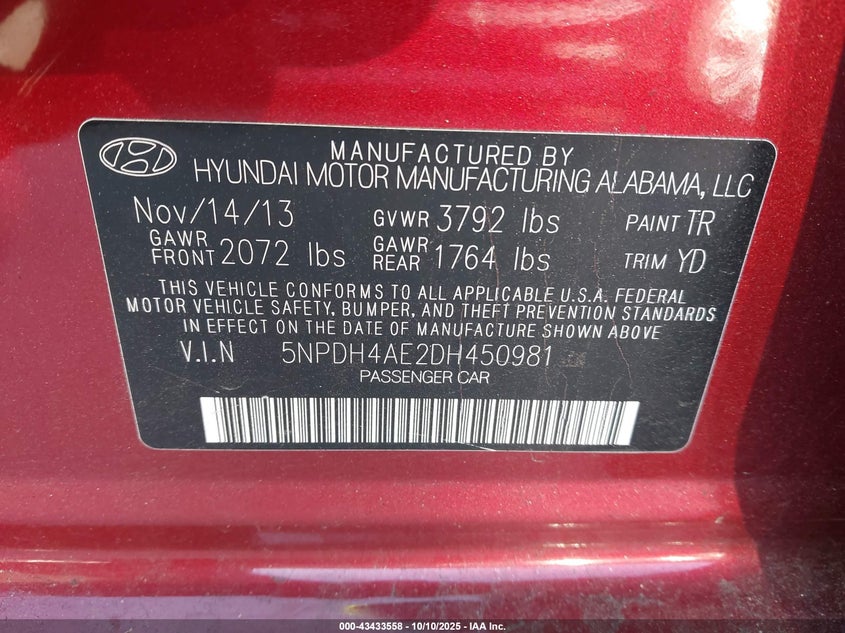 MANUFACTURED BY
HYUNDAI MOTOR MANUFACTURING ALABAMA, LLC
Nov/14/13 GVWR 3792 lbs PAINT TR
GAWR FRONT 2072 lbs GAWR REAR 1764 lbs TRIM YD
THIS VEHICLE CONFORMS TO ALL APPLICABLE U.S.A. FEDERAL
MOTOR VEHICLE SAFETY, BUMPER, AND THEFT PREVENTION STANDARDS
IN EFFECT ON THE DATE OF MANUFACTURE SHOWN ABOVE
V.I.N 5NPDH4AE2DH450981
PASSENGER CAR
000-43433558 - 10/10/2025 - IAA Inc.